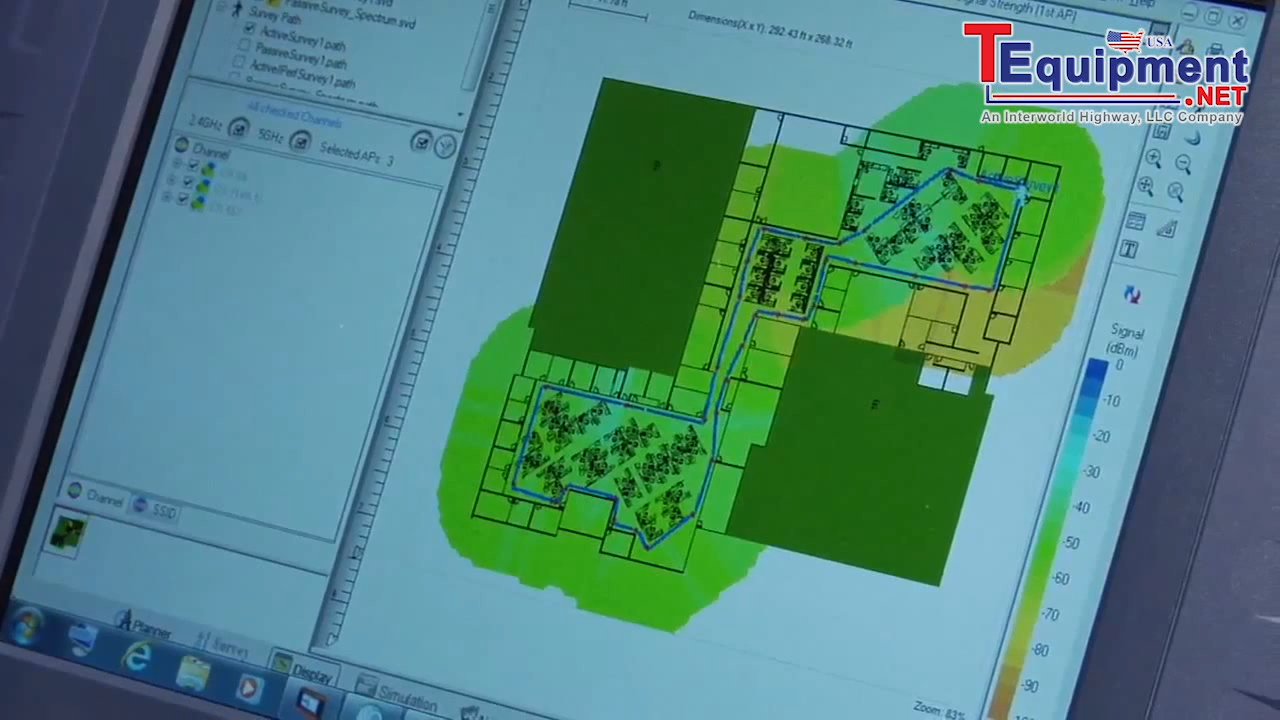 PassiveSurvey_Spectrum.svd
Survey Path
ActiveSurvey1.path
PassiveSurvey1.path
Active/PerfSurvey1.path
all checked Channels
2.4GHz
5GHz
Selected APs: 3
Channel
Channel
SSID
Planner
Survey
Display
Simulation
Signal Strength (1st AP)
Dimensions(X x Y): 292.43 ft x 268.32 ft
TEquipment
USA
.NET
An Interworld Highway, LLC Company
Signal
(dBm)
0
-10
-20
-30
-40
-50
-60
-70
-80
-90
Zoom: 83%